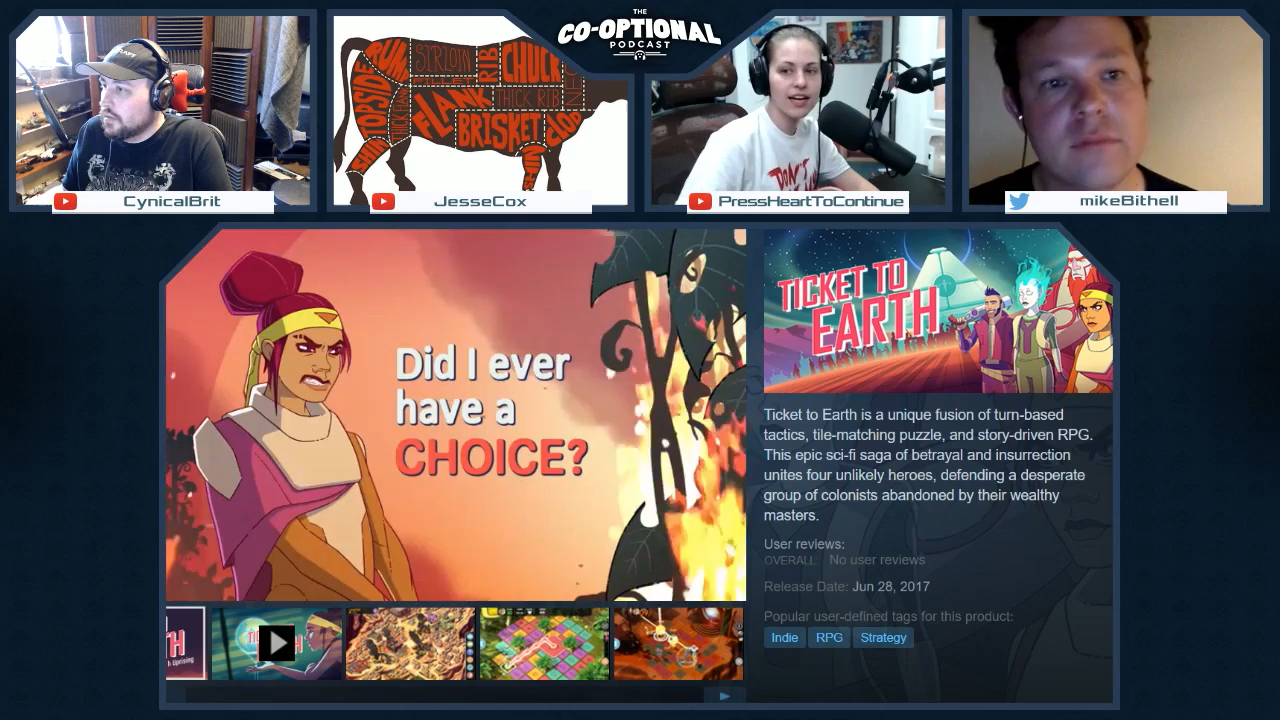 THE
CO-OPTIONAL
PODCAST
RUMP
SIRLOIN
FILLET
RIB
CHUCK
TOPSIDE
FLANK
BRISKET
CLOD
SHIN
CynicalBrit
JesseCox
PressHeartToContinue
mikeBithell
Did I ever
have a
CHOICE?
TICKET TO
EARTH
Ticket to Earth is a unique fusion of turn-based
tactics, tile-matching puzzle, and story-driven RPG.
This epic sci-fi saga of betrayal and insurrection
unites four unlikely heroes, defending a desperate
group of colonists abandoned by their wealthy
masters.
User reviews:
OVERALL: No user reviews
Release Date: Jun 28, 2017
Popular user-defined tags for this product:
Indie RPG Strategy